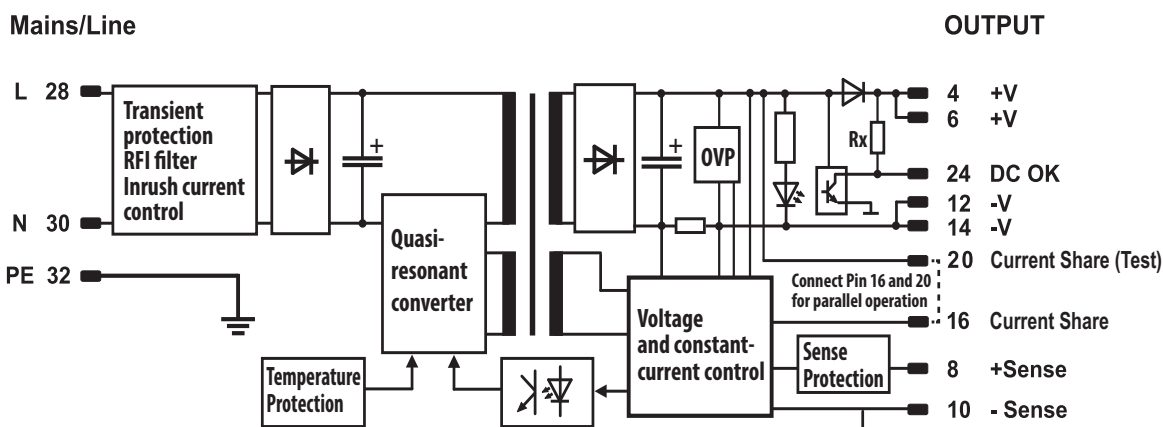 Mains/Line
OUTPUT
L 28
Transient
protection
RFI filter
Inrush current
control
N 30
PE 32
+
Quasi-
resonant
converter
Temperature
Protection
+
OVP
Rx
Voltage
and constant-
current control
Connect Pin 16 and 20
for parallel operation
Sense
Protection
4 +V
6 +V
24 DC OK
12 -V
14 -V
20 Current Share (Test)
16 Current Share
8 +Sense
10 - Sense